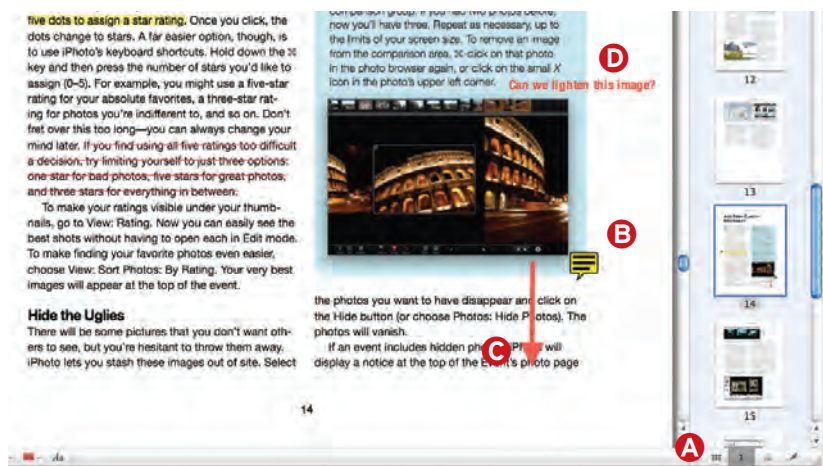 five dots to assign a star rating. Once you click, the
dots change to stars. A far easier option, though, is
to use iPhoto's keyboard shortcuts. Hold down the ⌘
key and then press the number of stars you'd like to
assign (0–5). For example, you might use a five-star
rating for your absolute favorites, a three-star rat-
ing for photos you're indifferent to, and so on. Don't
fret over this too long—you can always change your
mind later. If you find using all five ratings too difficult
a decision, try limiting yourself to just three options:
one star for bad photos, five stars for great photos,
and three stars for everything in between.
To make your ratings visible under your thumb-
nails, go to View: Rating. Now you can easily see the
best shots without having to open each in Edit mode.
To make finding your favorite photos even easier,
choose View: Sort Photos: By Rating. Your very best
images will appear at the top of the event.
Hide the Uglies
There will be some pictures that you don't want oth-
ers to see, but you're hesitant to throw them away.
iPhoto lets you stash these images out of site. Select
comparison group. If you had two photos before,
now you'll have three. Repeat as necessary, up to
the limits of your screen size. To remove an image
from the comparison area, ⌘-click on that photo
in the photo browser again, or click on the small X
icon in the photo's upper left corner.
D
Can we lighten this image?
B
the photos you want to have disappear and click on
the Hide button (or choose Photos: Hide Photos). The
photos will vanish.
If an event includes hidden will
C
display a notice at the top of the Event's photo page
14
12
13
14
15
A
Aa